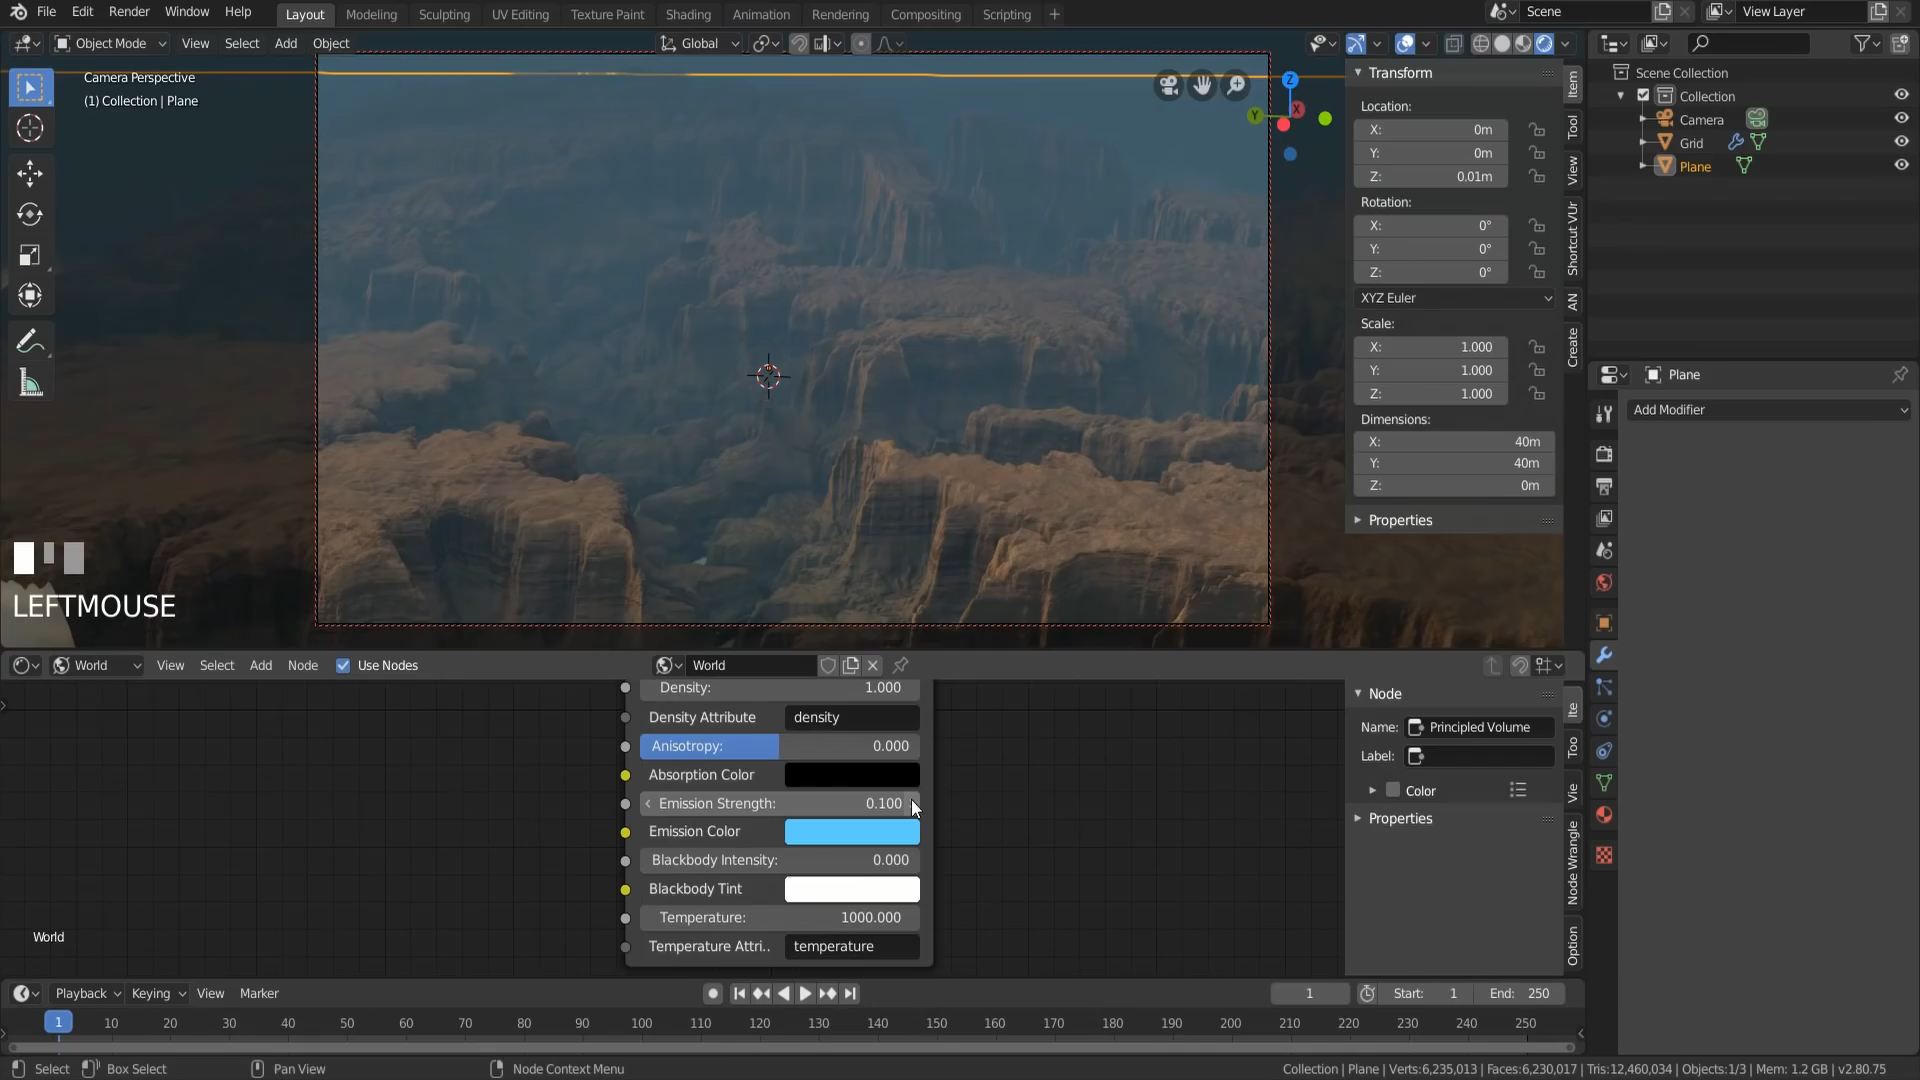 File Edit Render Window Help Layout Modeling Sculpting UV Editing Texture Paint Shading Animation Rendering Compositing Scripting + Scene View Layer
Object Mode View Select Add Object Global
Camera Perspective
(1) Collection | Plane
Z
X
Y
Transform
Location:
X: 0m
Y: 0m
Z: 0.01m
Rotation:
X: 0°
Y: 0°
Z: 0°
XYZ Euler
Scale:
X: 1.000
Y: 1.000
Z: 1.000
Dimensions:
X: 40m
Y: 40m
Z: 0m
Properties
Item
Tool
View
Shortcut VUr
AN
Create
Scene Collection
Collection
Camera
Grid
Plane
Plane
Add Modifier
LEFTMOUSE
World View Select Add Node Use Nodes World
Density: 1.000
Density Attribute density
Anisotropy: 0.000
Absorption Color
Emission Strength: 0.100
Emission Color
Blackbody Intensity: 0.000
Blackbody Tint
Temperature: 1000.000
Temperature Attri.. temperature
World
Node
Name: Principled Volume
Label:
Color
Properties
Ite
Too
Vie
Node Wrangle
Option
Playback Keying View Marker 1 Start: 1 End: 250
1 10 20 30 40 50 60 70 80 90 100 110 120 130 140 150 160 170 180 190 200 210 220 230 240 250
Select Box Select Pan View Node Context Menu Collection | Plane | Verts:6,235,013 | Faces:6,230,017 | Tris:12,460,034 | Objects:1/3 | Mem: 1.2 GB | v2.80.75